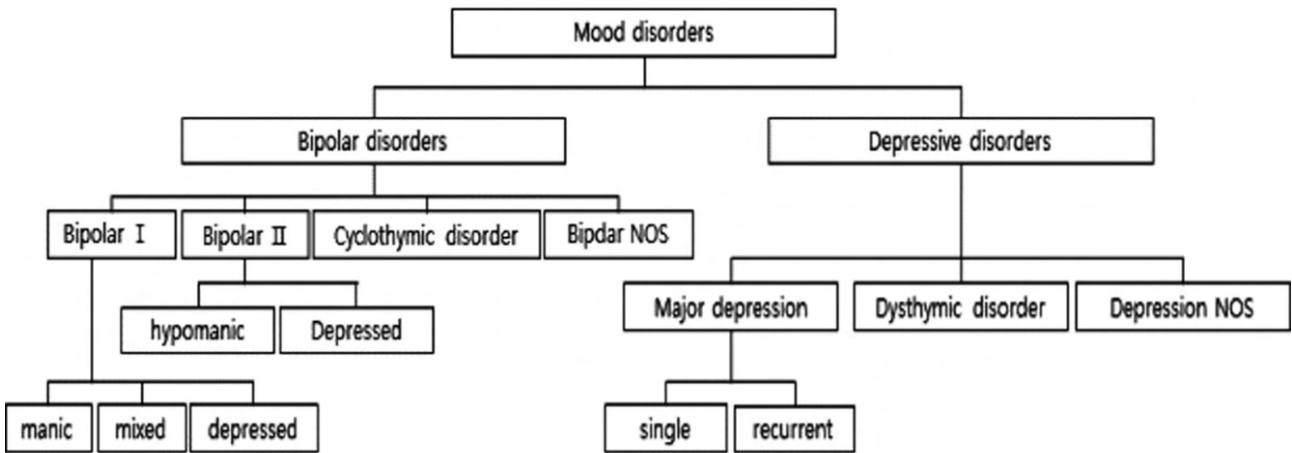 Mood disorders
Bipolar disorders
Depressive disorders
Bipolar I
Bipolar II
Cyclothymic disorder
Bipdar NOS
Major depression
Dysthymic disorder
Depression NOS
hypomanic
Depressed
manic
mixed
depressed
single
recurrent